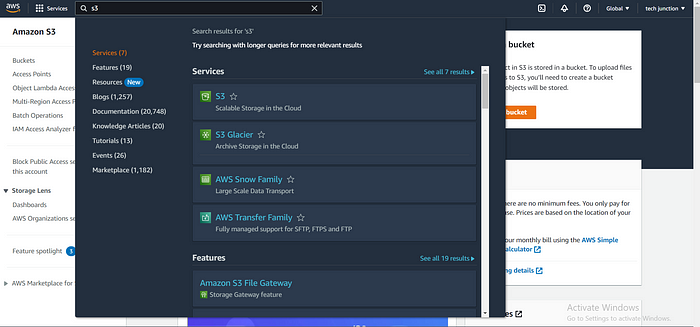 aws
Services
s3
Global
tech junction
Amazon S3
Buckets
Access Points
Object Lambda Access
Multi-Region Access P
Batch Operations
IAM Access Analyzer f
Block Public Access se
this account
Storage Lens
Dashboards
AWS Organizations se
Feature spotlight 3
AWS Marketplace for
Services (7)
Features (19)
Resources New
Blogs (1,257)
Documentation (20,748)
Knowledge Articles (20)
Tutorials (13)
Events (26)
Marketplace (1,182)
Search results for 's3'
Try searching with longer queries for more relevant results
Services
See all 7 results
S3
Scalable Storage in the Cloud
S3 Glacier
Archive Storage in the Cloud
AWS Snow Family
Large Scale Data Transport
AWS Transfer Family
Fully managed support for SFTP, FTPS and FTP
Features
See all 19 results
Amazon S3 File Gateway
Storage Gateway feature
bucket
ct in S3 is stored in a bucket. To upload files
s to S3, you'll need to create a bucket
objects will be stored.
bucket
here are no minimum fees. You only pay for
use. Prices are based on the location of your
our monthly bill using the AWS Simple
alculator
ng details
es
Activate Windows
Go to Settings to activate Windows.